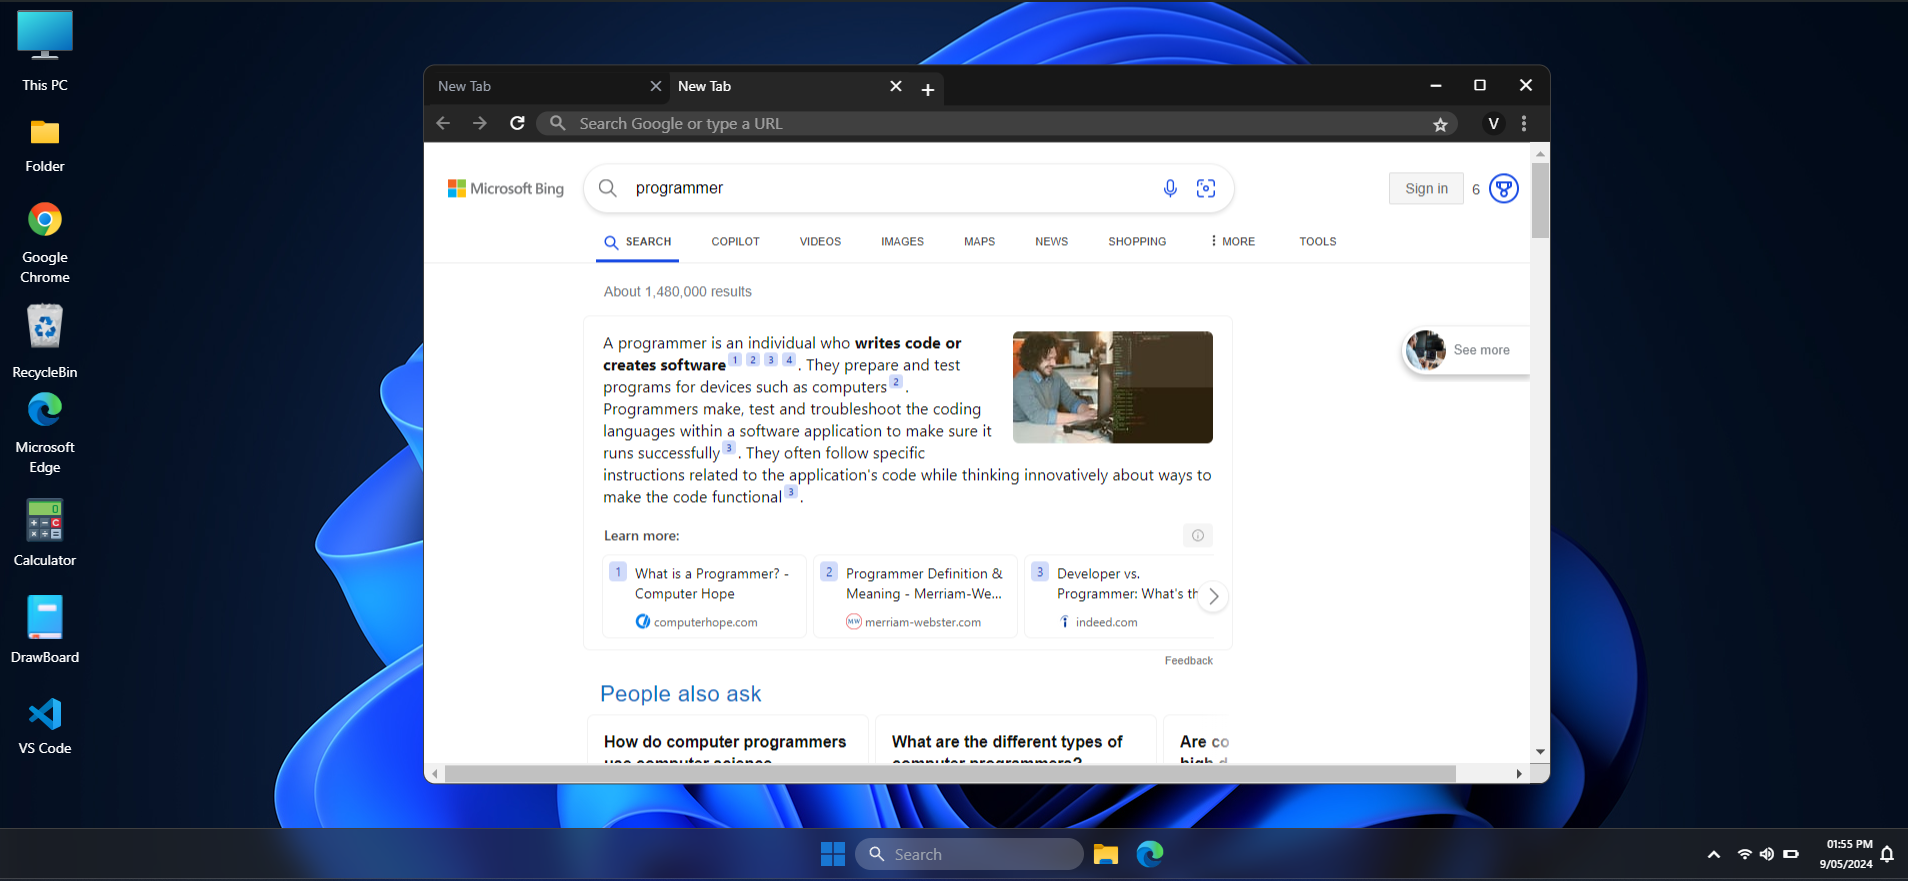 This PC
Folder
Google
Chrome
RecycleBin
Microsoft
Edge
0
Calculator
DrawBoard
VS Code
New Tab
New Tab
Search Google or type a URL
V
Microsoft Bing
programmer
Sign in
6
SEARCH
COPILOT
VIDEOS
IMAGES
MAPS
NEWS
SHOPPING
MORE
TOOLS
About 1,480,000 results
A programmer is an individual who writes code or
creates software 1 2 3 4 . They prepare and test
programs for devices such as computers 2 .
Programmers make, test and troubleshoot the coding
languages within a software application to make sure it
runs successfully 3 . They often follow specific
instructions related to the application's code while thinking innovatively about ways to
make the code functional 3 .
See more
Learn more:
1 What is a Programmer? -
Computer Hope
computerhope.com
2 Programmer Definition &
Meaning - Merriam-We...
MW merriam-webster.com
3 Developer vs.
Programmer: What's th
indeed.com
Feedback
People also ask
How do computer programmers
use computer science
What are the different types of
computer programmers?
Are co
high d
Search
01:55 PM
9/05/2024